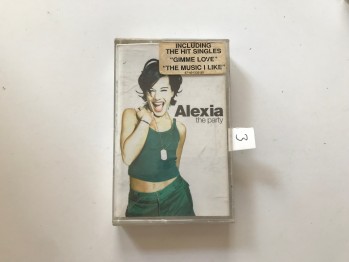 INCLUDING
THE HIT SINGLES
"GIMME LOVE"
"THE MUSIC I LIKE"
Alexia
the party
3